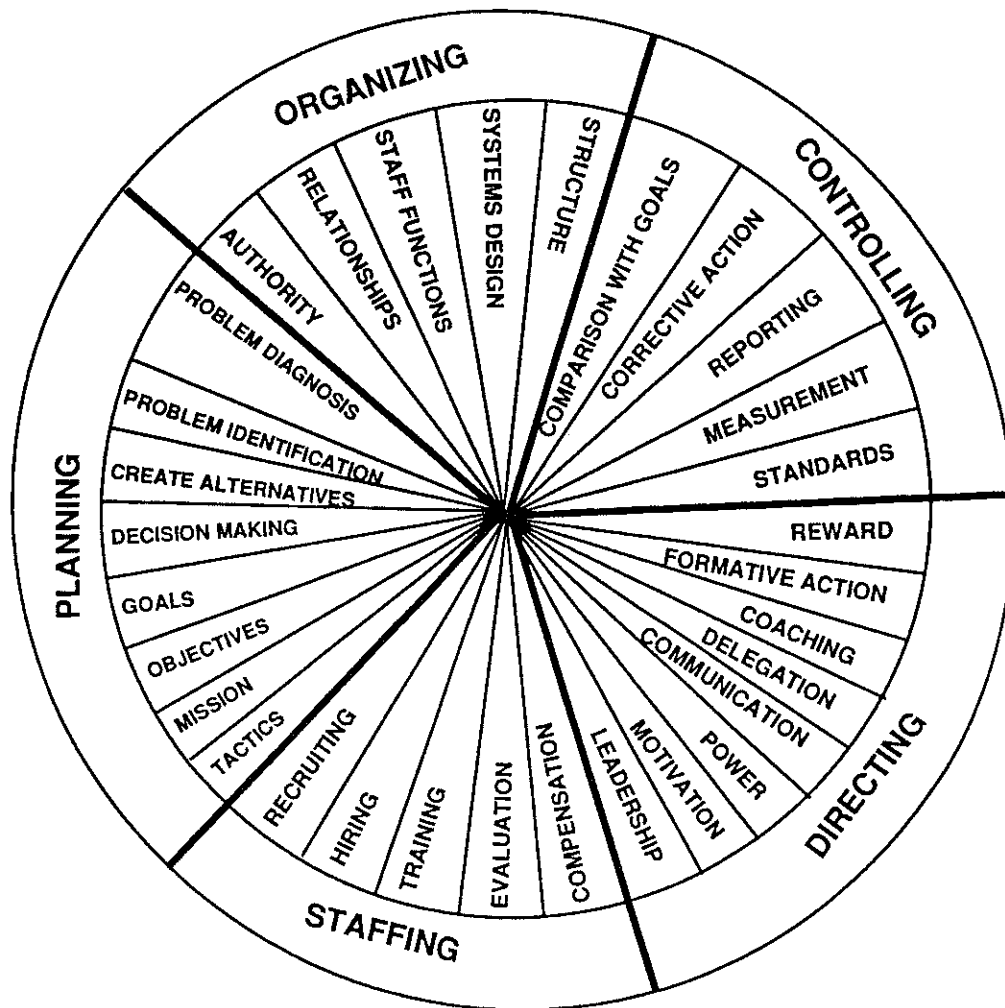 ORGANIZING
AUTHORITY
RELATIONSHIPS
STAFF FUNCTIONS
SYSTEMS DESIGN
STRUCTURE
CONTROLLING
COMPARISON WITH GOALS
CORRECTIVE ACTION
REPORTING
MEASUREMENT
STANDARDS
DIRECTING
REWARD
FORMATIVE ACTION
COACHING
DELEGATION
COMMUNICATION
POWER
MOTIVATION
LEADERSHIP
STAFFING
COMPENSATION
EVALUATION
TRAINING
HIRING
RECRUITING
PLANNING
TACTICS
MISSION
OBJECTIVES
GOALS
DECISION MAKING
CREATE ALTERNATIVES
PROBLEM IDENTIFICATION
PROBLEM DIAGNOSIS